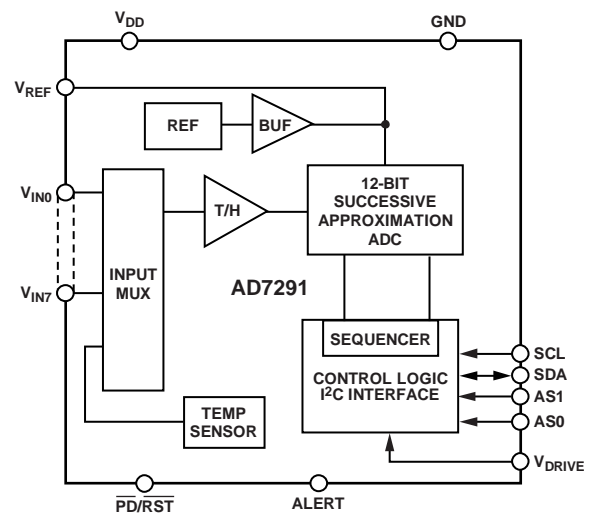 VDD
GND
VREF
REF
BUF
VIN0
T/H
12-BIT
SUCCESSIVE
APPROXIMATION
ADC
INPUT
MUX
AD7291
VIN7
SEQUENCER
CONTROL LOGIC
I2C INTERFACE
SCL
SDA
AS1
AS0
TEMP
SENSOR
VDRIVE
PD/RST
ALERT